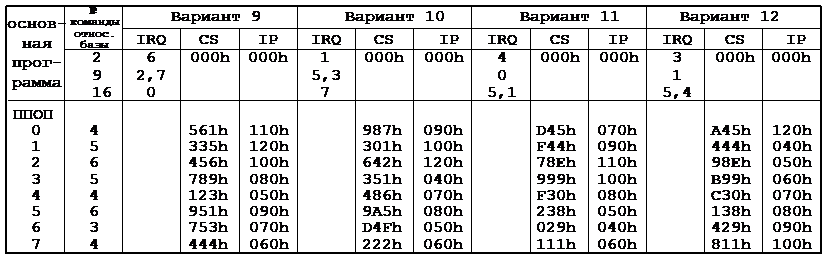 основная программа № команды относ. базы Вариант 9 Вариант 10 Вариант 11 Вариант 12
IRQ CS IP IRQ CS IP IRQ CS IP IRQ CS IP
2 6 000h 000h 1 000h 000h 4 000h 000h 3 000h 000h
9 2,7 5,3 0 1
16 0 7 5,1 5,4
ППОП
0 4 561h 110h 987h 090h D45h 070h A45h 120h
1 5 335h 120h 301h 100h F44h 090h 444h 040h
2 6 456h 100h 642h 120h 78Eh 110h 98Eh 050h
3 5 789h 080h 351h 040h 999h 100h B99h 060h
4 4 123h 050h 486h 070h F30h 080h C30h 070h
5 6 951h 090h 9A5h 080h 238h 050h 138h 080h
6 3 753h 070h D4Fh 050h 029h 040h 429h 090h
7 4 444h 060h 222h 060h 111h 060h 811h 100h